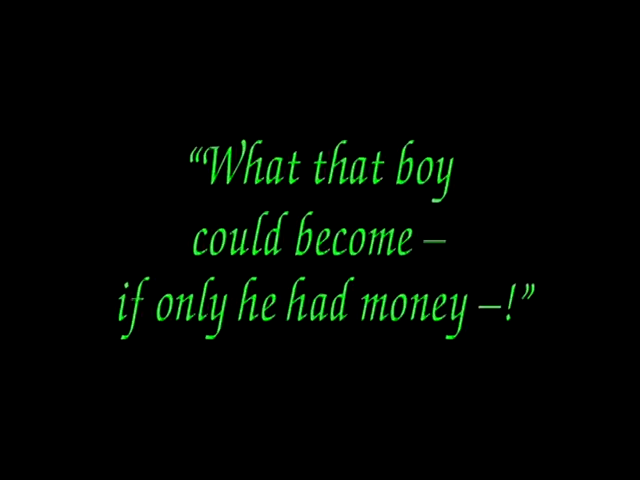 “What that boy
could become –
if only he had money –!”